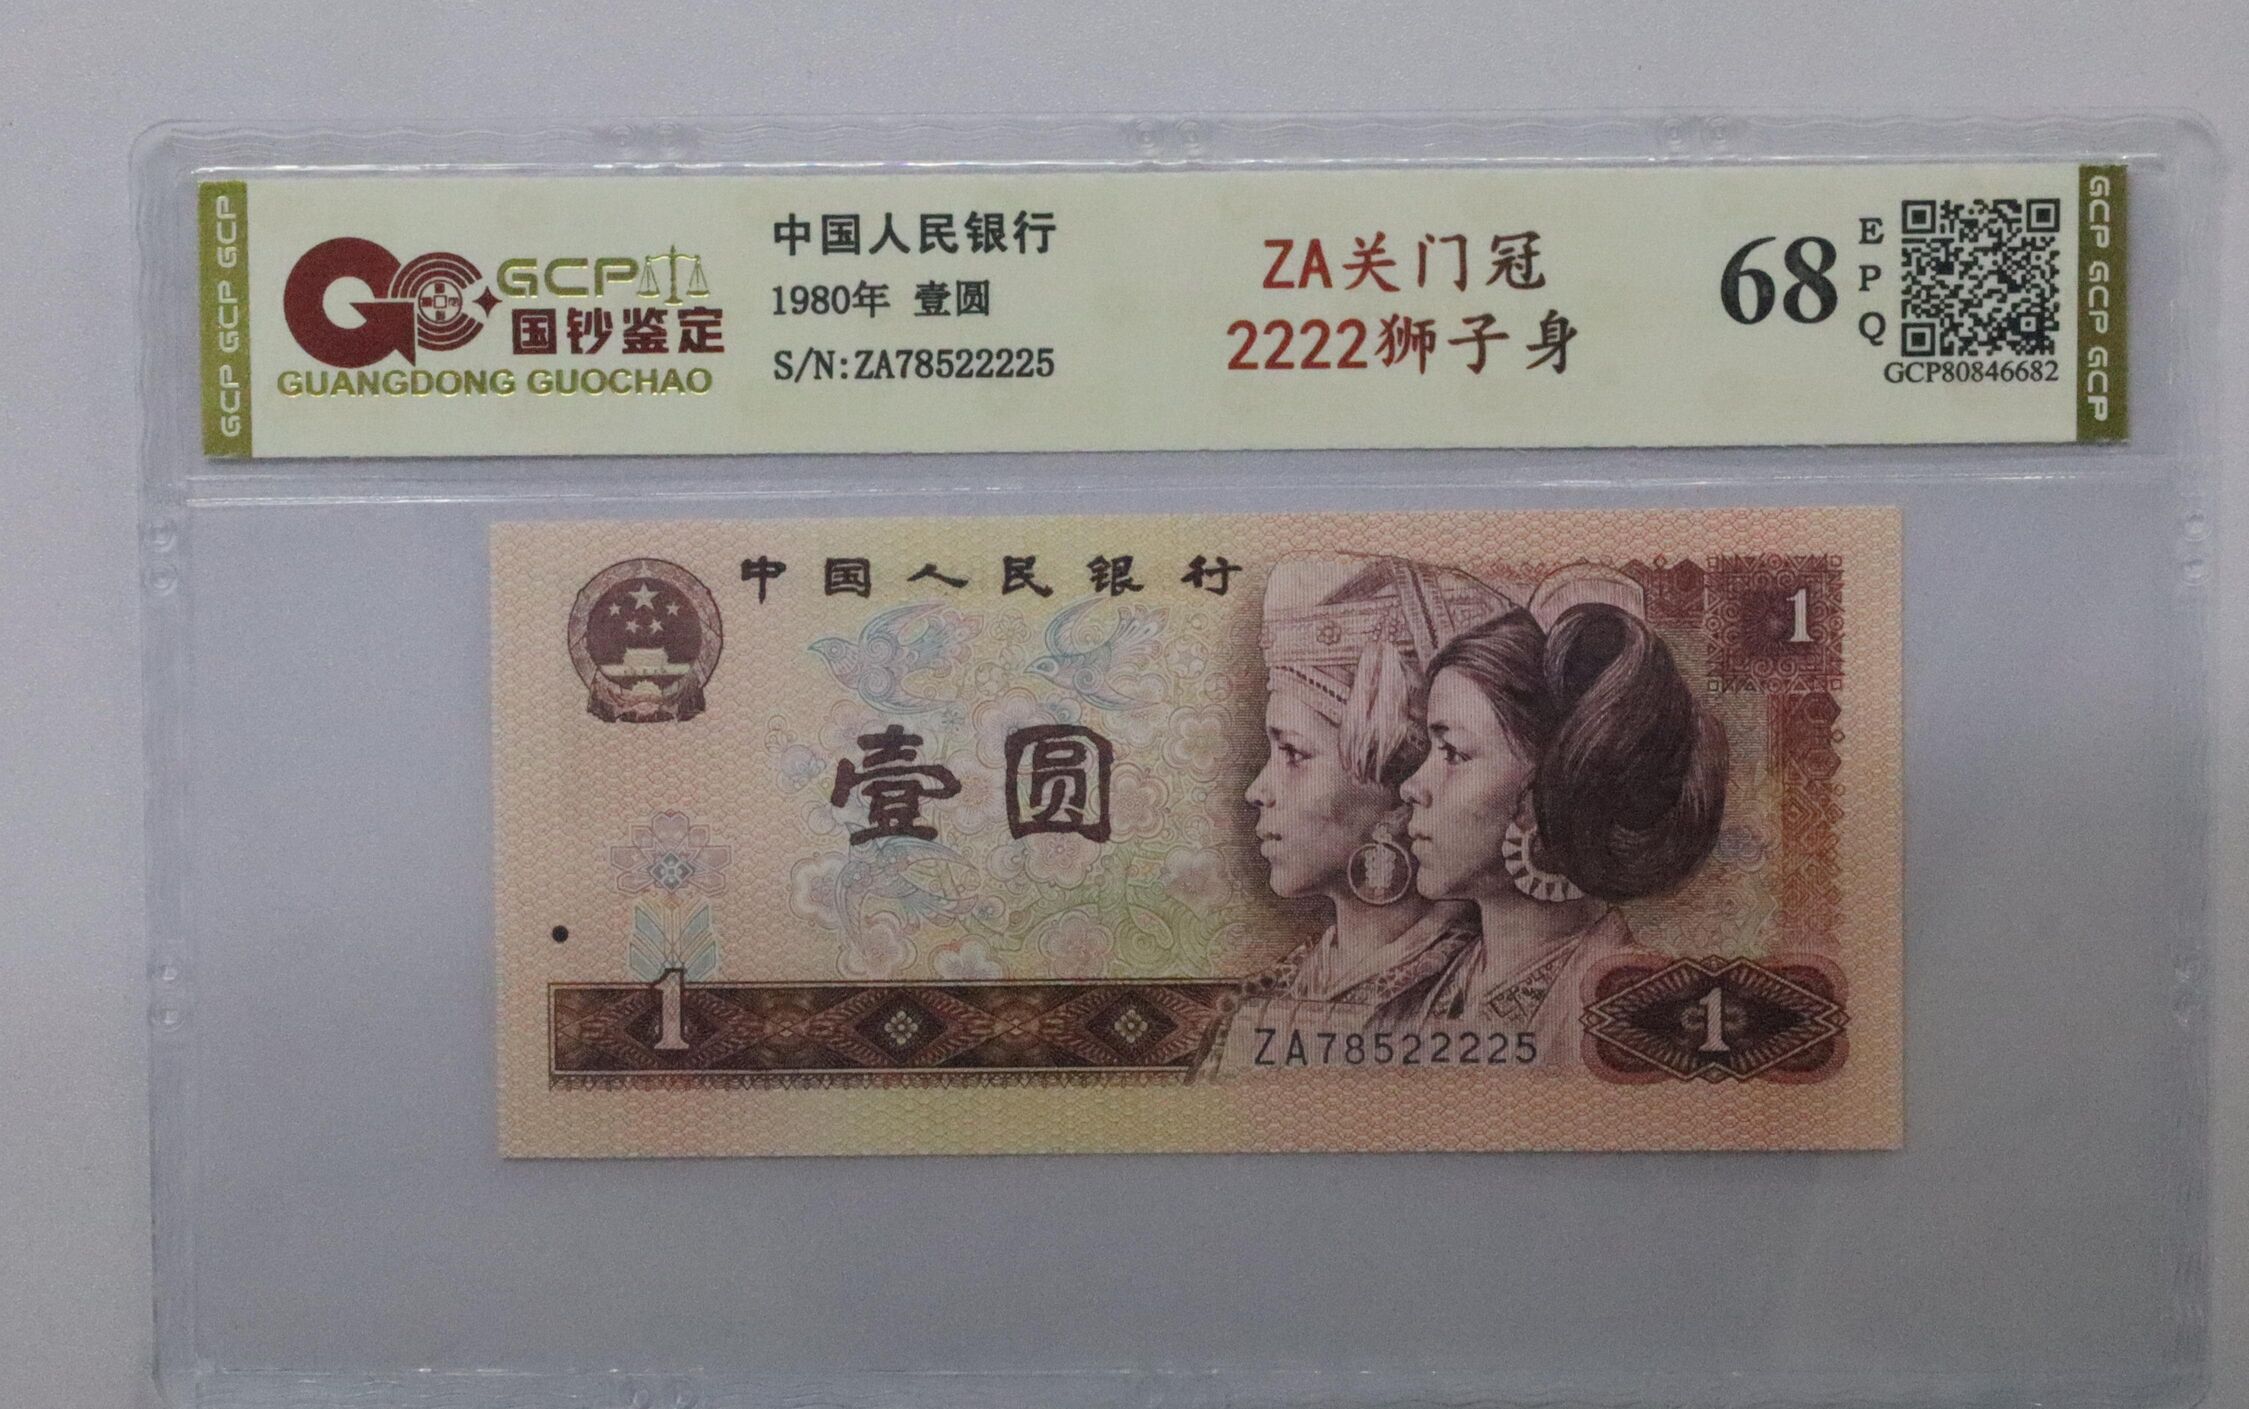 GCP GCP GCP
GCP
国钞鉴定
GUANGDONG GUOCHAO
中国人民银行
1980年 壹圆
S/N:ZA78522225
ZA关门冠
2222狮子身
68
EPQ
GCP80846682
GCP GCP GCP
中国人民银行
1
壹圆
1
ZA78522225
1